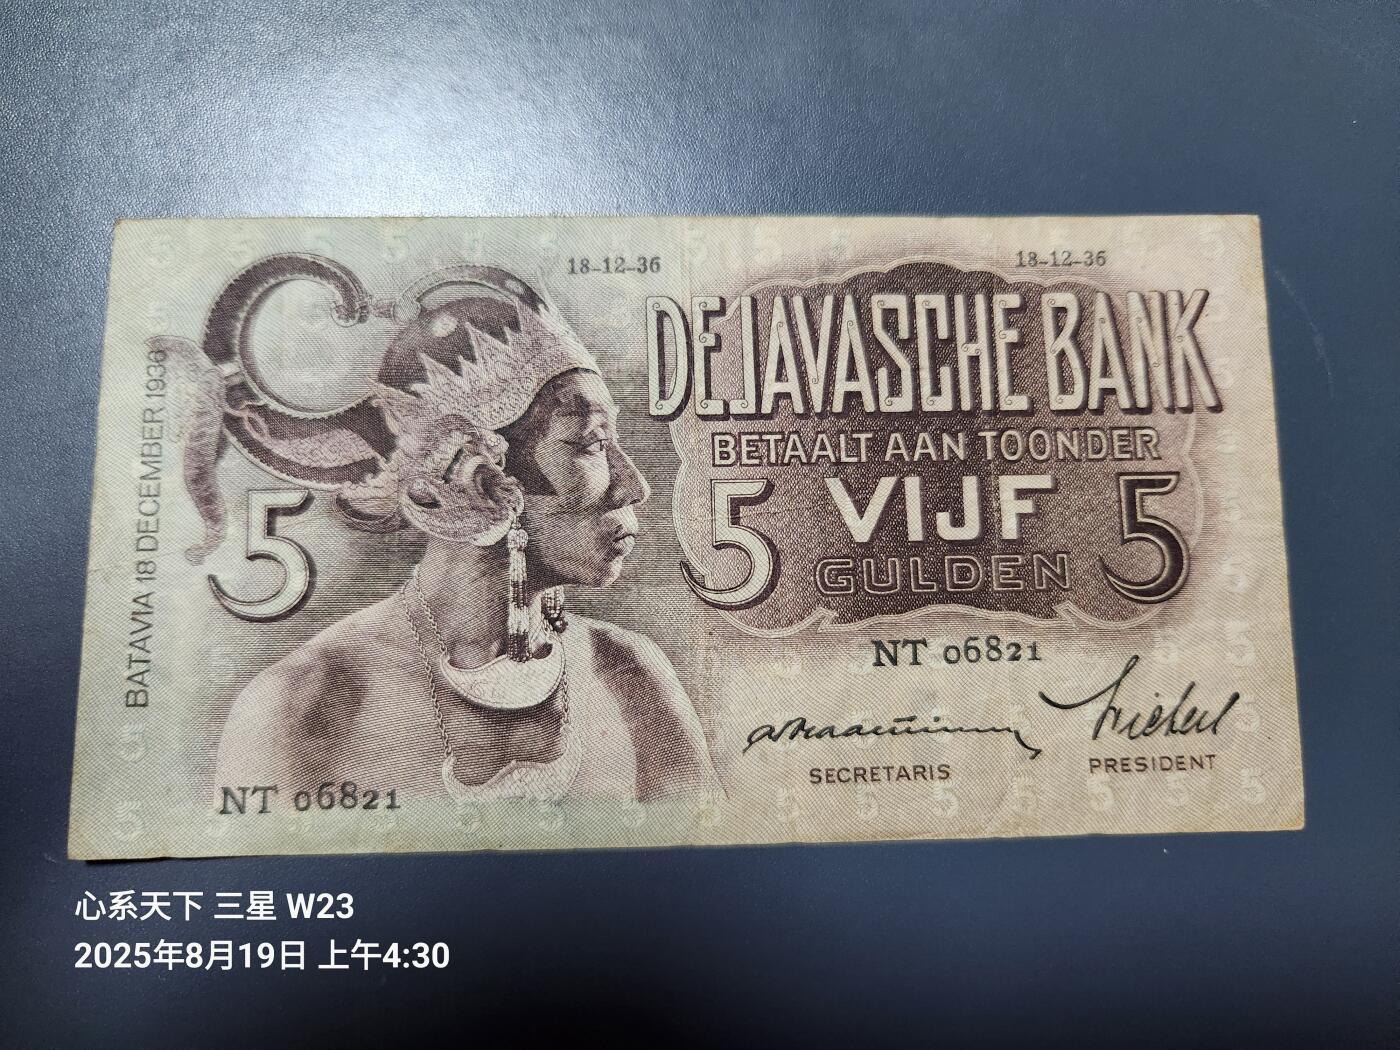 18-12-36
18-12-36
DE JAVASCHE BANK
BETAALT AAN TOONDER
5 VIJF 5
GULDEN
5
BATAVIA 18 DECEMBER 1936
NT 06821
SECRETARIS
PRESIDENT
NT 06821
心系天下 三星 W23
2025年8月19日 上午4:30